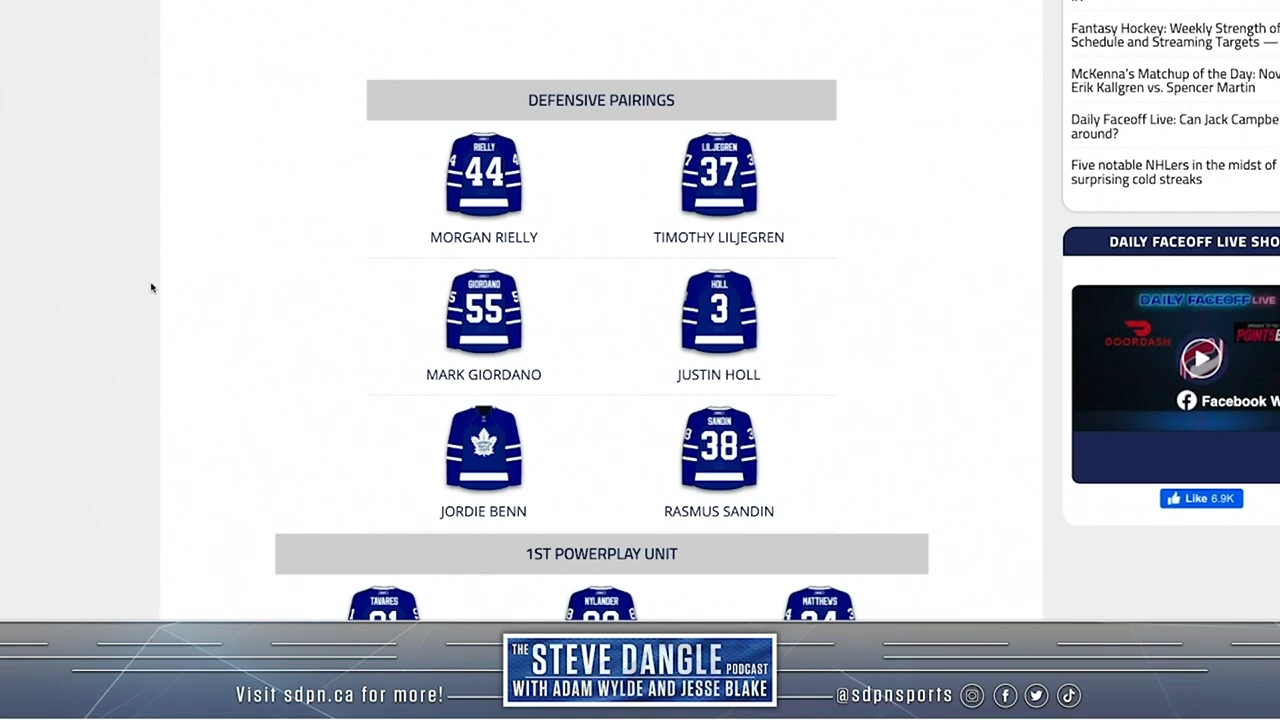 Fantasy Hockey: Weekly Strength of
Schedule and Streaming Targets —
McKenna's Matchup of the Day: Nov
Erik Kallgren vs. Spencer Martin
Daily Faceoff Live: Can Jack Campbe
around?
Five notable NHLers in the midst of
surprising cold streaks
DEFENSIVE PAIRINGS
RIELLY
44
LILJEGREN
37
MORGAN RIELLY
TIMOTHY LILJEGREN
GIORDANO
55
HOLL
3
MARK GIORDANO
JUSTIN HOLL
SANDIN
38
JORDIE BENN
RASMUS SANDIN
1ST POWERPLAY UNIT
TAVARES
NYLANDER
MATTHEWS
DAILY FACEOFF LIVE SHO
DAILY FACEOFF LIVE
DOORDASH
POINTSB
Facebook W
Like 6.9K
THE
STEVE DANGLE
PODCAST
WITH ADAM WYLDE AND JESSE BLAKE
Visit sdpn.ca for more!
@sdpnsports